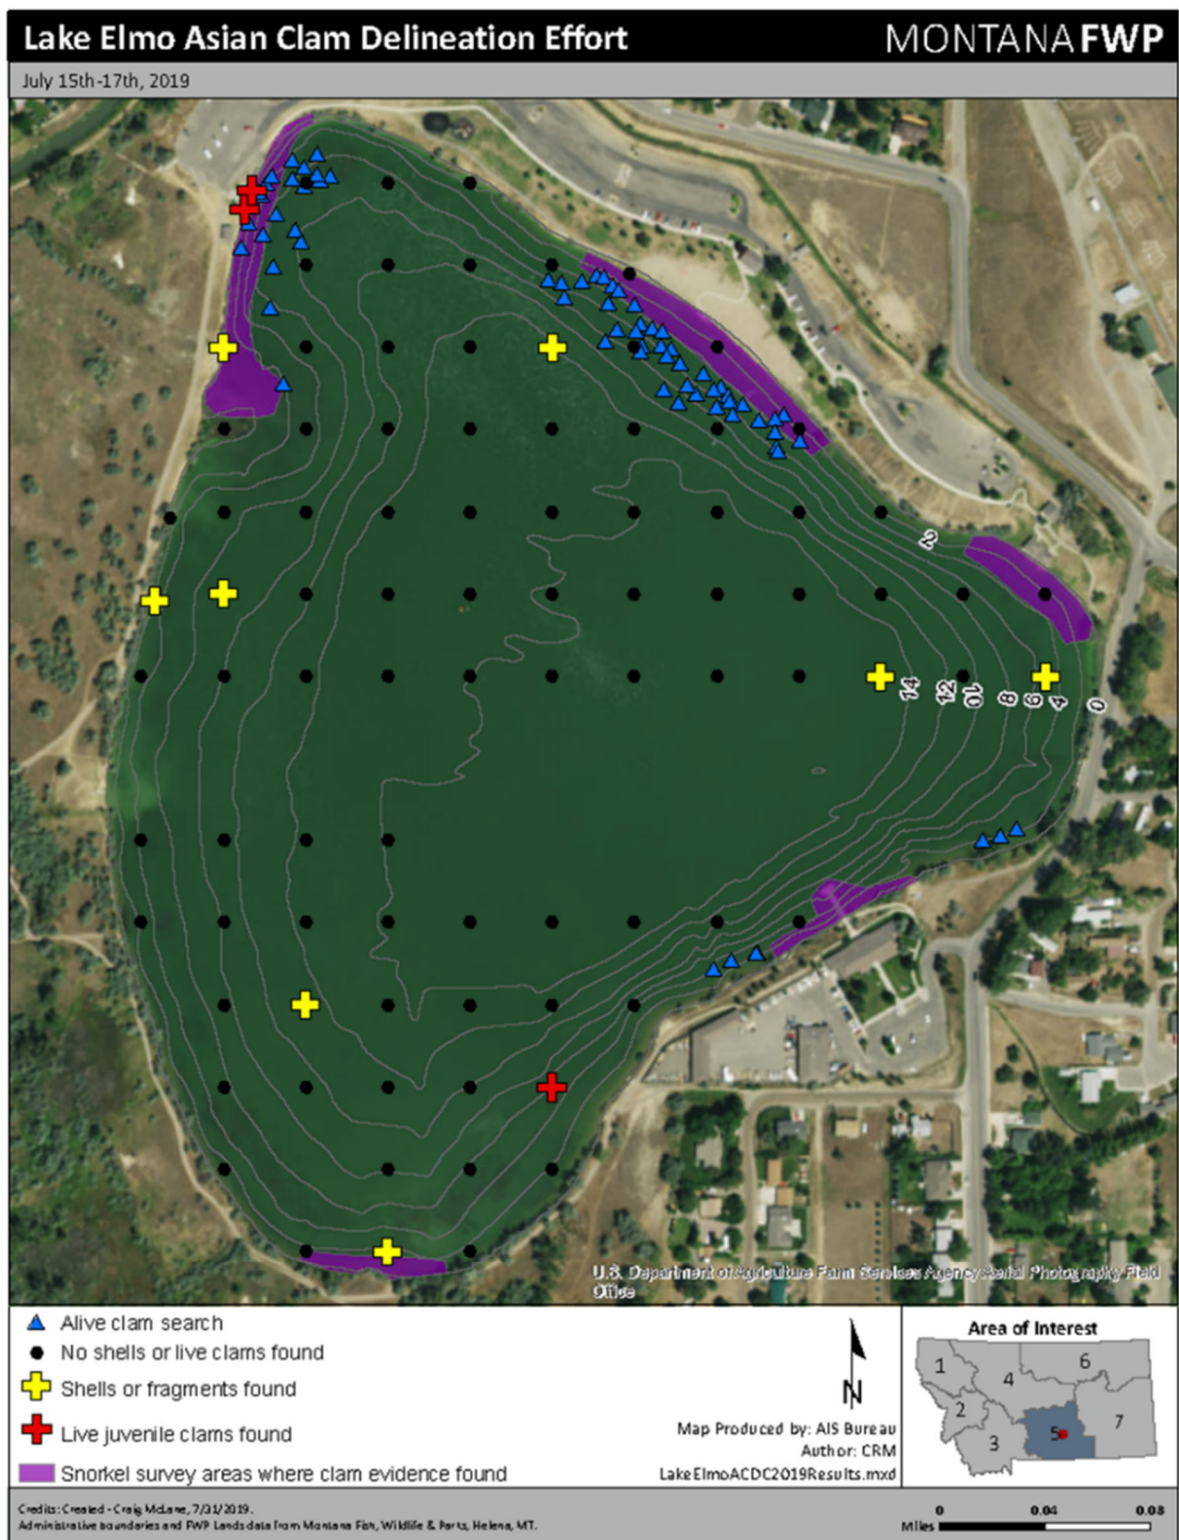 Lake Elmo Asian Clam Delineation Effort
MONTANA FWP
July 15th-17th, 2019
2
14
12
10
8
6
4
0
U.S. Department of Agriculture Farm Services Agency Aerial Photography Field
Office
Alive clam search
No shells or live clams found
Shells or fragments found
Live juvenile clams found
Snorkel survey areas where clam evidence found
N
Map Produced by: AIS Bureau
Author: CRM
LakeElmoACDC2019Results.mxd
Area of Interest
1
2
3
4
5
6
7
Credits: Created - Craig McLane, 7/31/2019.
Administrative boundaries and FWP Lands data from Montana Fish, Wildlife & Parks, Helena, MT.
0 0.04 0.08
Miles